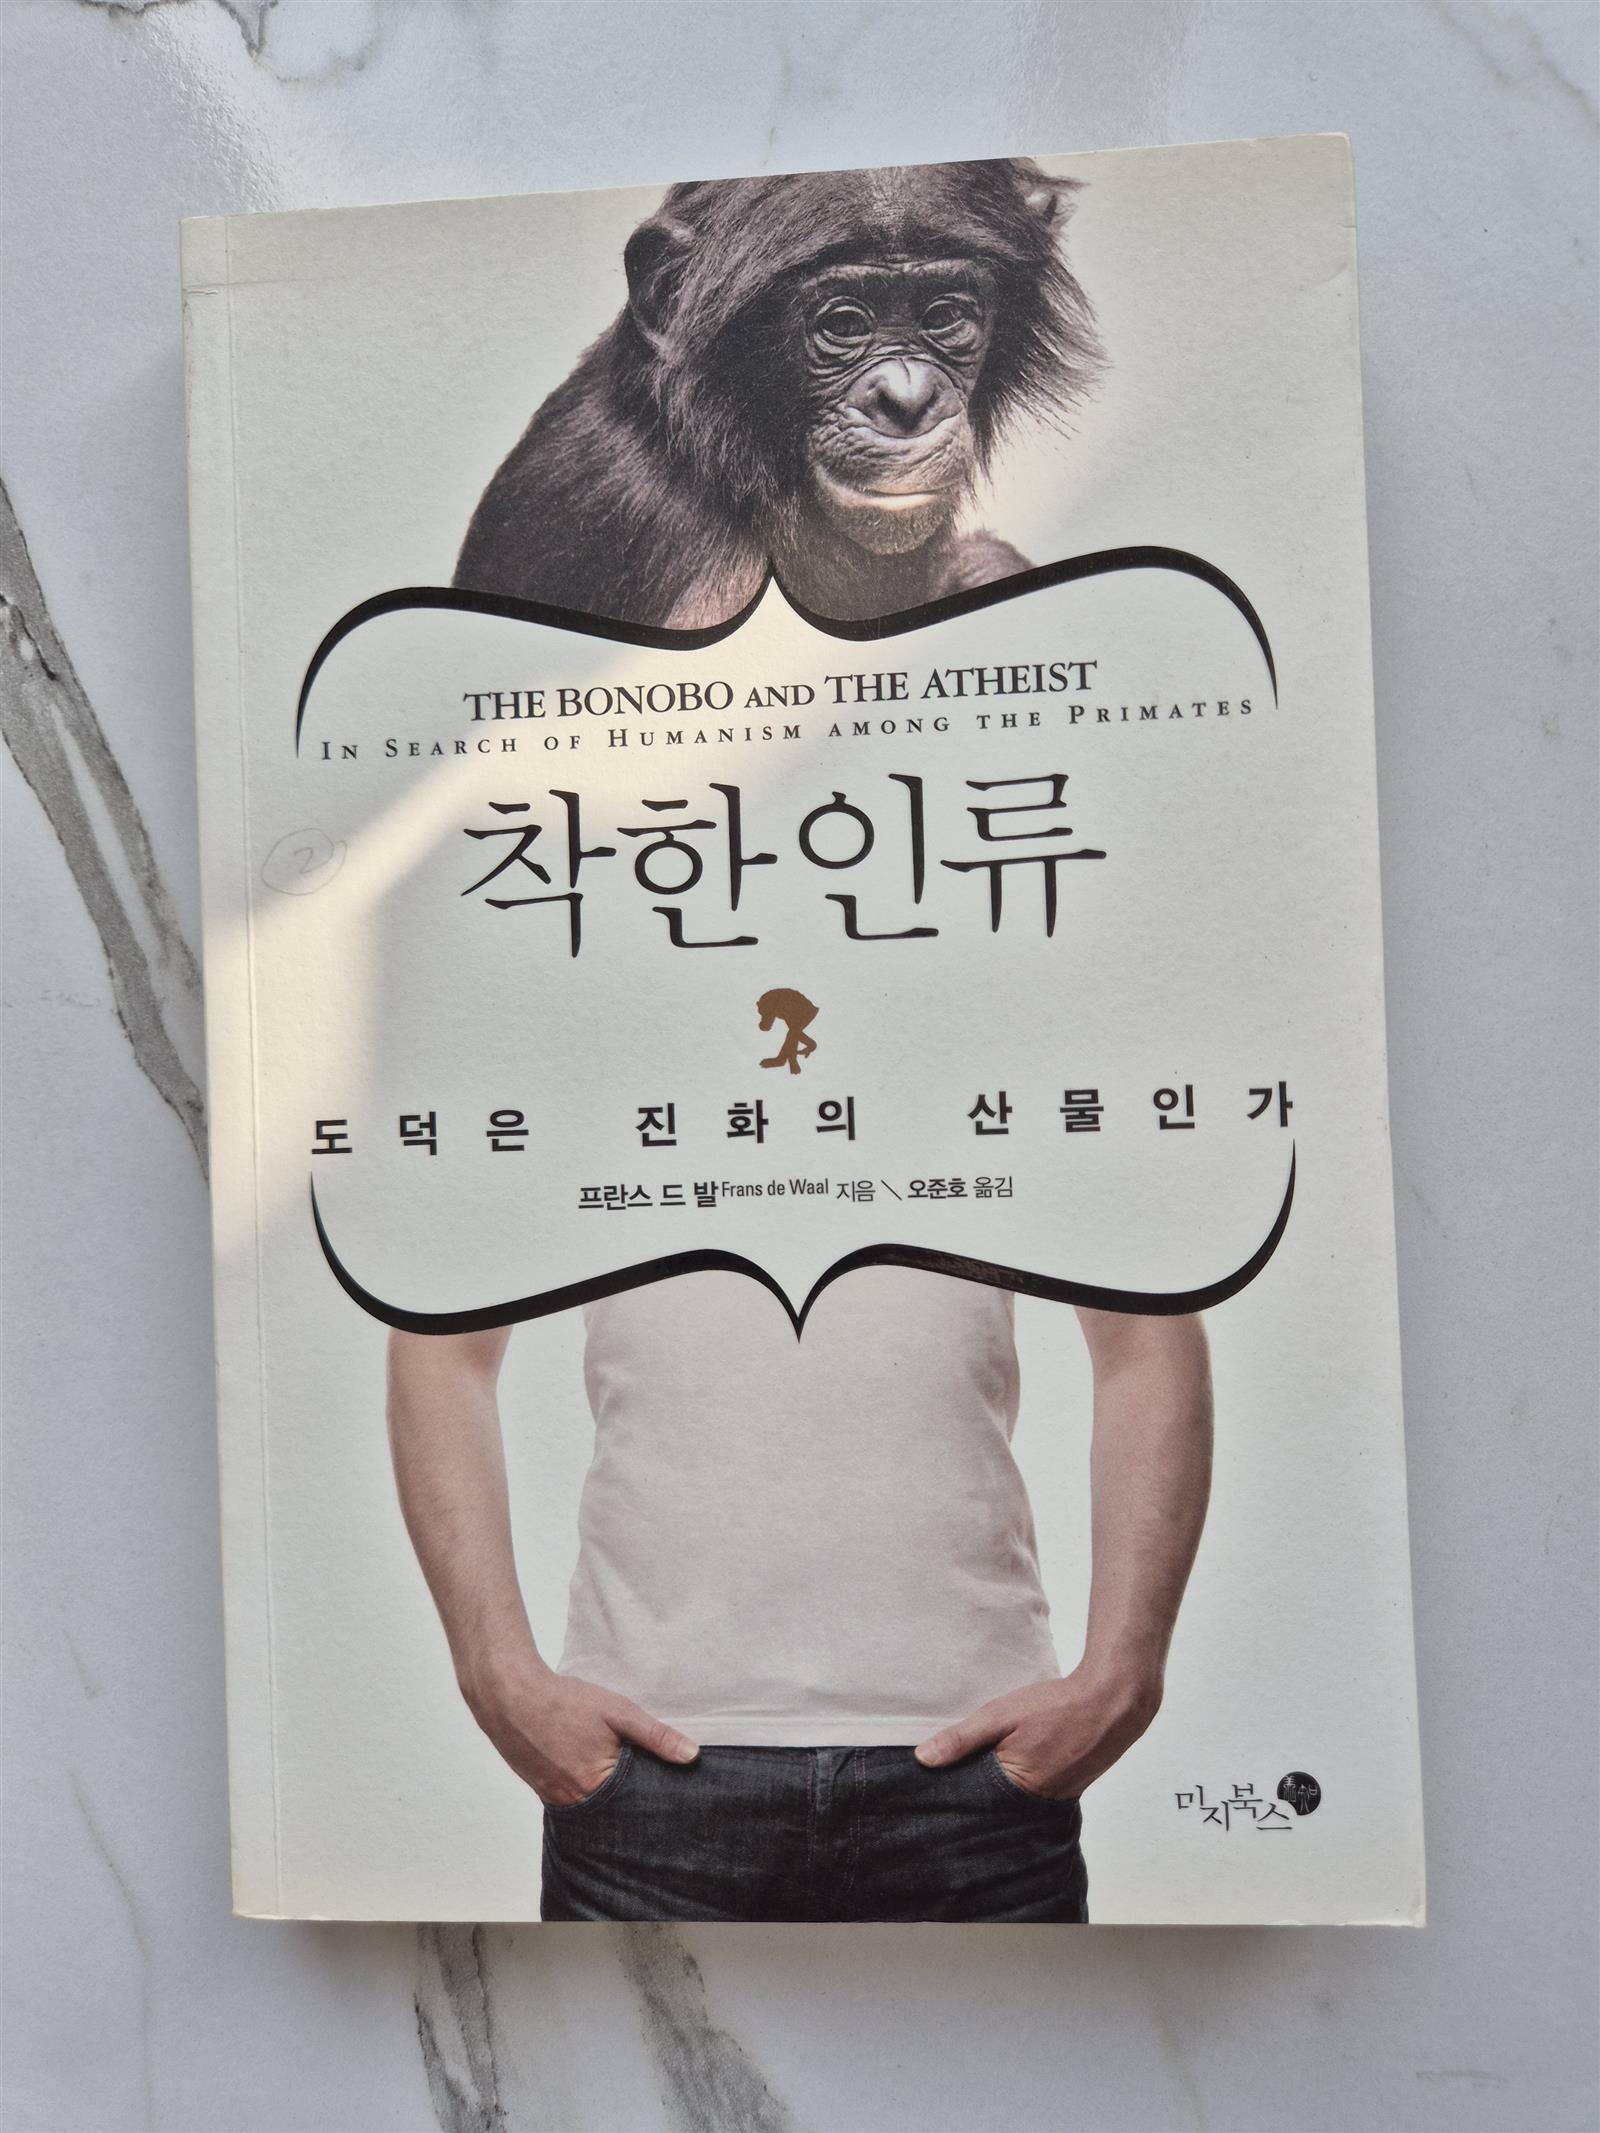 THE BONOBO AND THE ATHEIST
IN SEARCH OF HUMANISM AMONG THE PRIMATES
2
착한 인류
도덕은 진화의 산물인가
프란스 드 발 Frans de Waal 지음 \ 오준호 옮김
미지북스